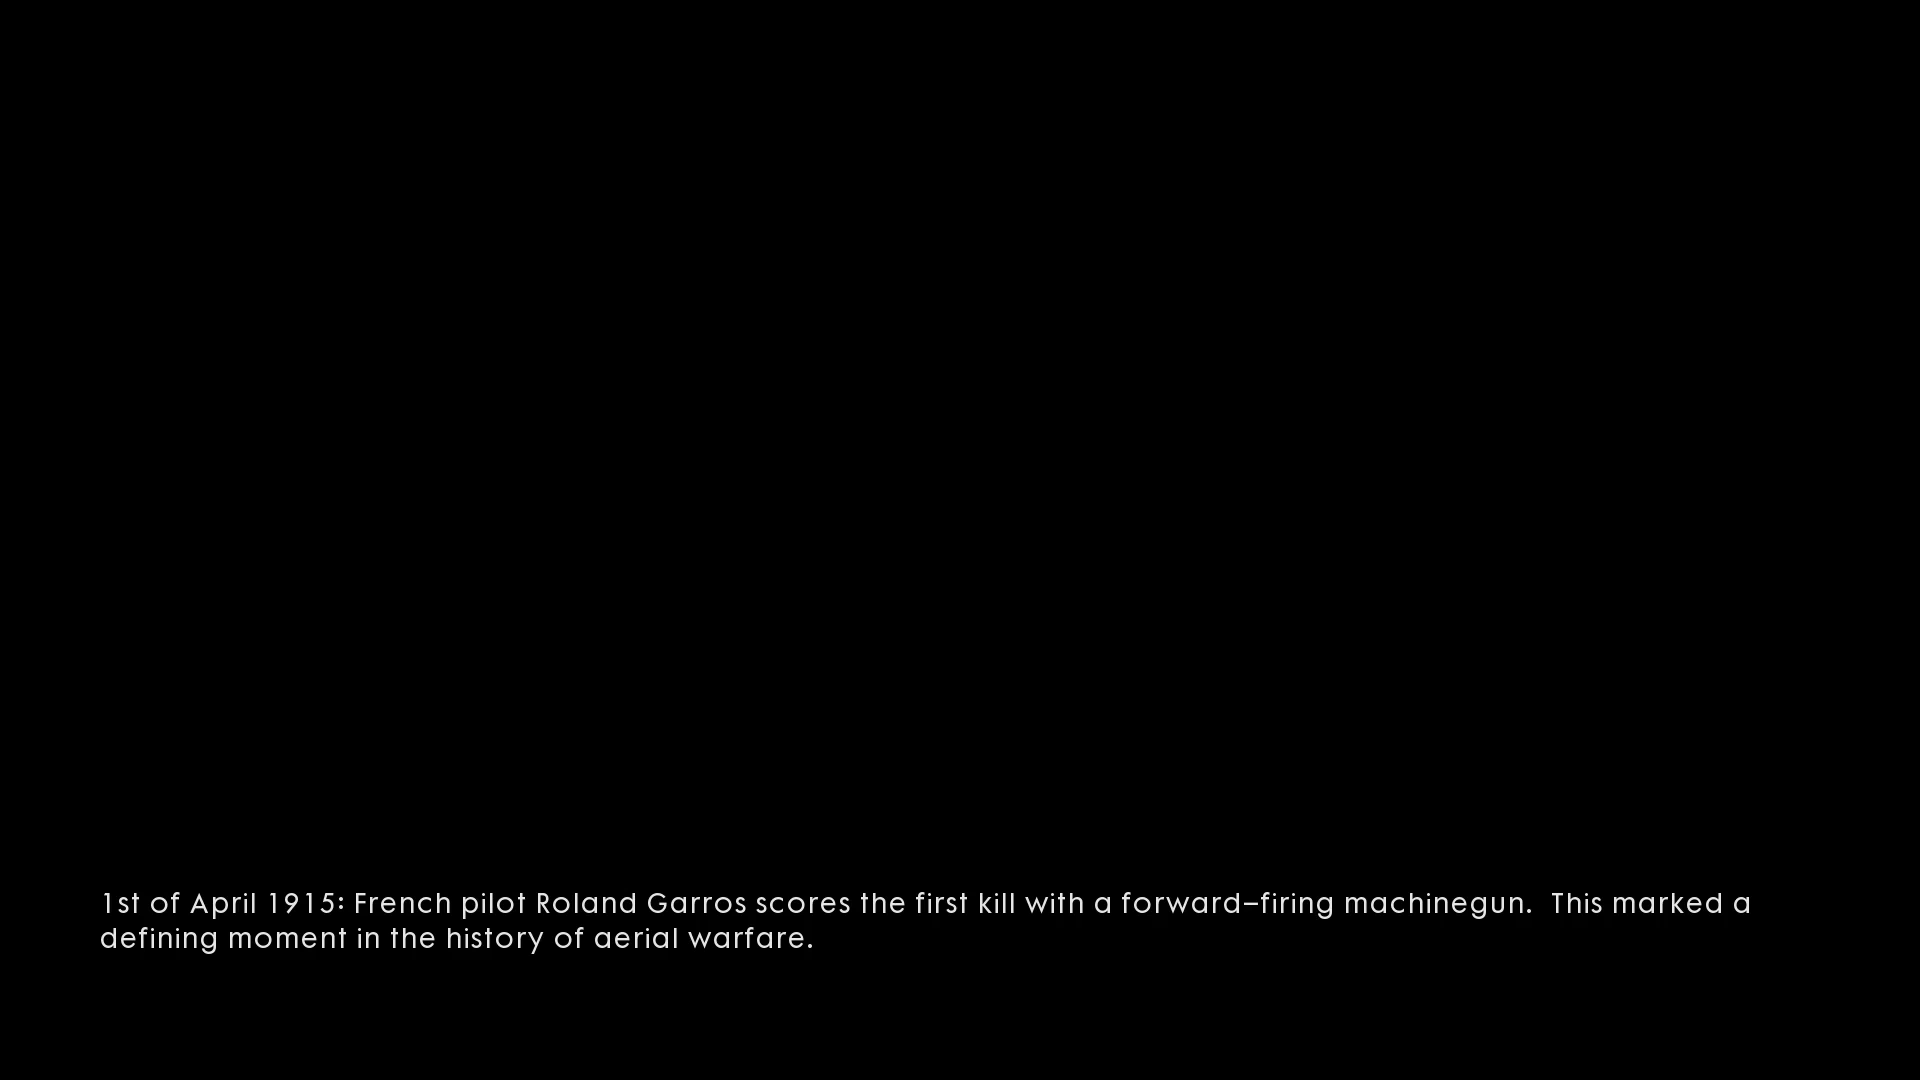 1st of April 1915: French pilot Roland Garros scores the first kill with a forward–firing machinegun.  This marked a
defining moment in the history of aerial warfare.